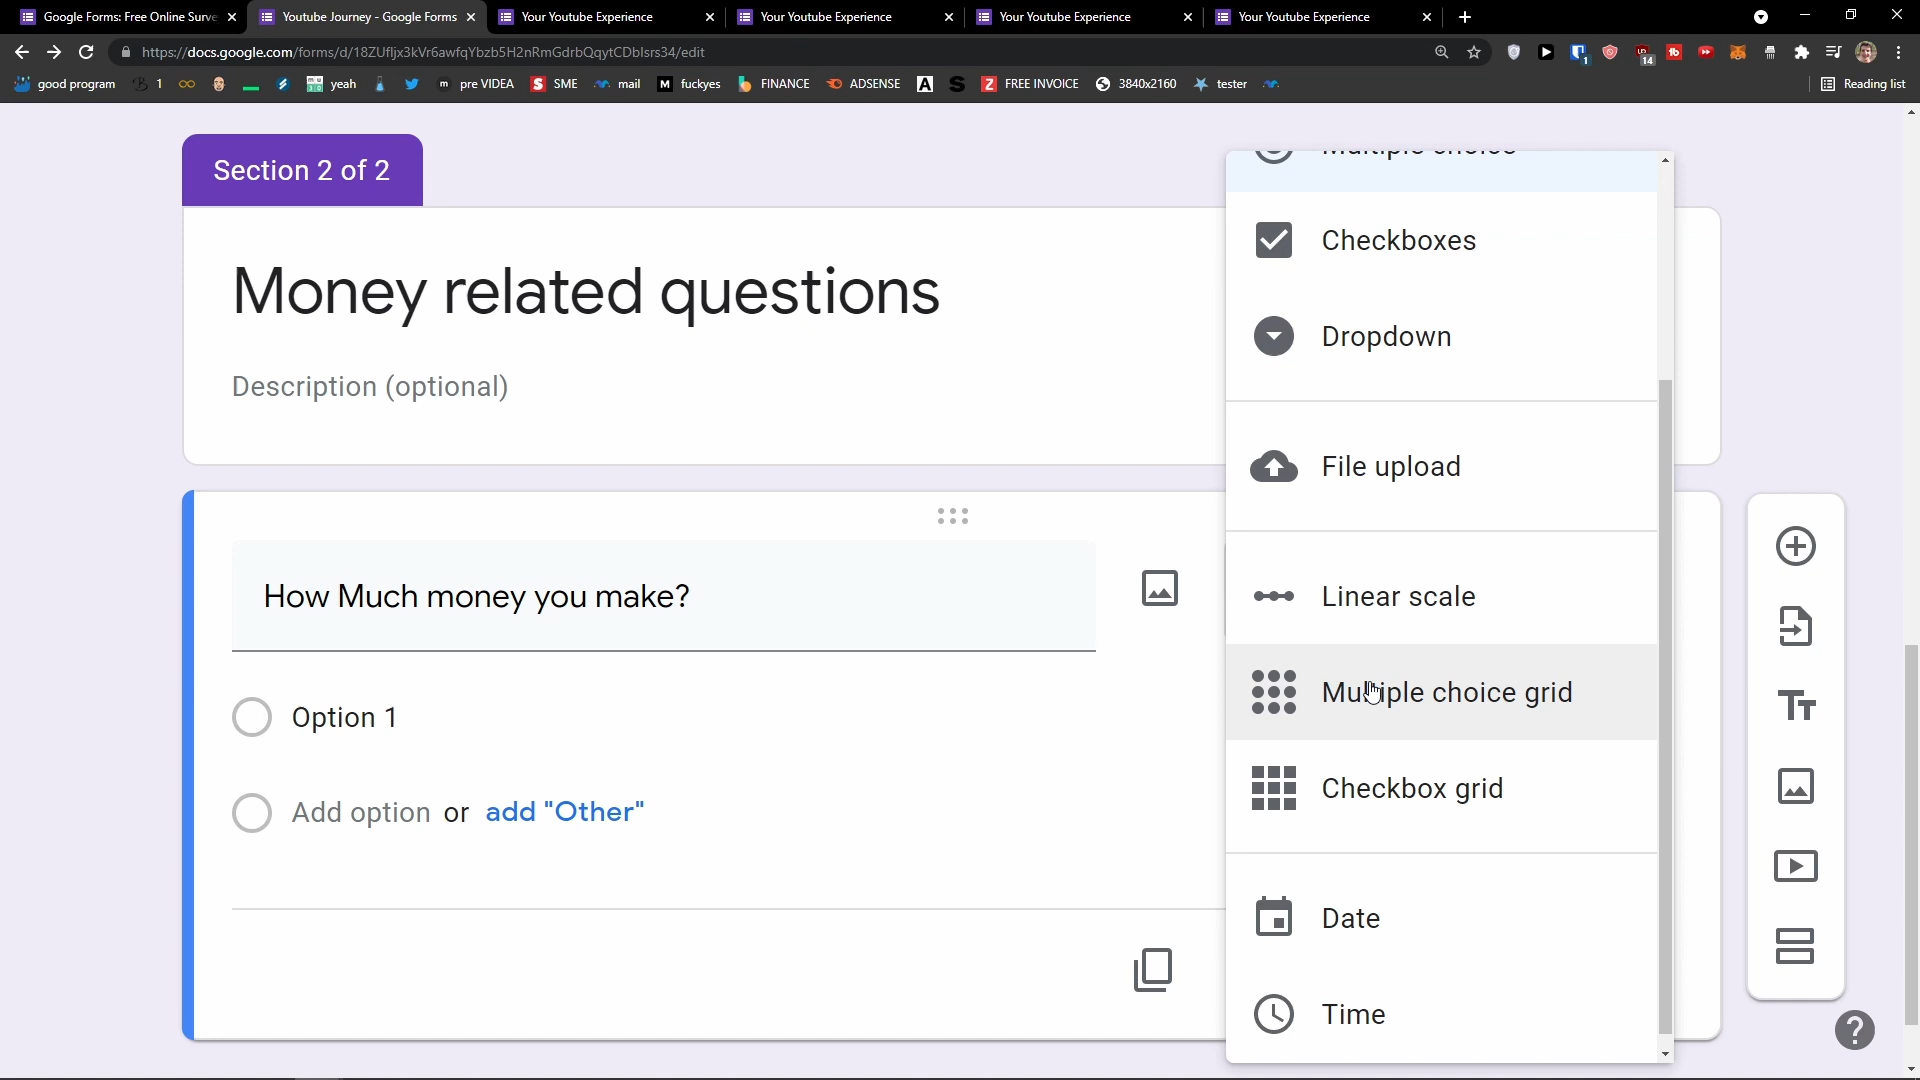 Google Forms: Free Online Surve
Youtube Journey - Google Forms
Your Youtube Experience
Your Youtube Experience
Your Youtube Experience
Your Youtube Experience
https://docs.google.com/forms/d/18ZUfljx3kVr6awfqYbzb5H2nRmGdrbQqytCDblsrs34/edit
1
14
good program
1
yeah
pre VIDEA
SME
mail
fuckyes
FINANCE
ADSENSE
FREE INVOICE
3840x2160
tester
Reading list
Section 2 of 2
Money related questions
Description (optional)
How Much money you make?
Option 1
Add option or add "Other"
Multiple choice
Checkboxes
Dropdown
File upload
Linear scale
Multiple choice grid
Checkbox grid
Date
Time